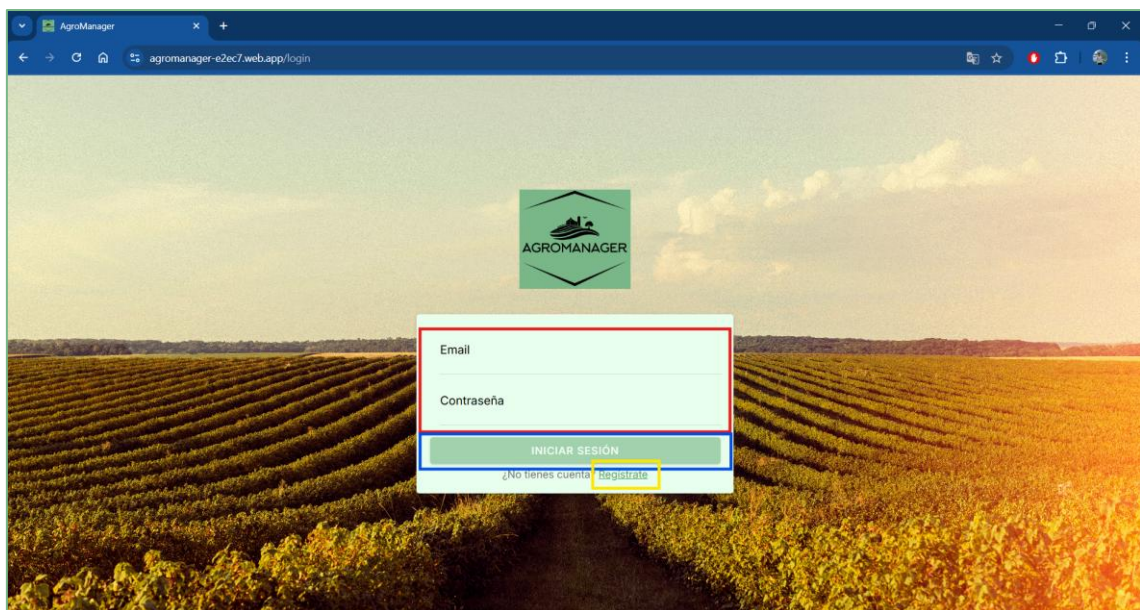 AgroManager
agromanager-e2ec7.web.app/login
AGROMANAGER
Email
Contraseña
INICIAR SESIÓN
¿No tienes cuenta? Regístrate